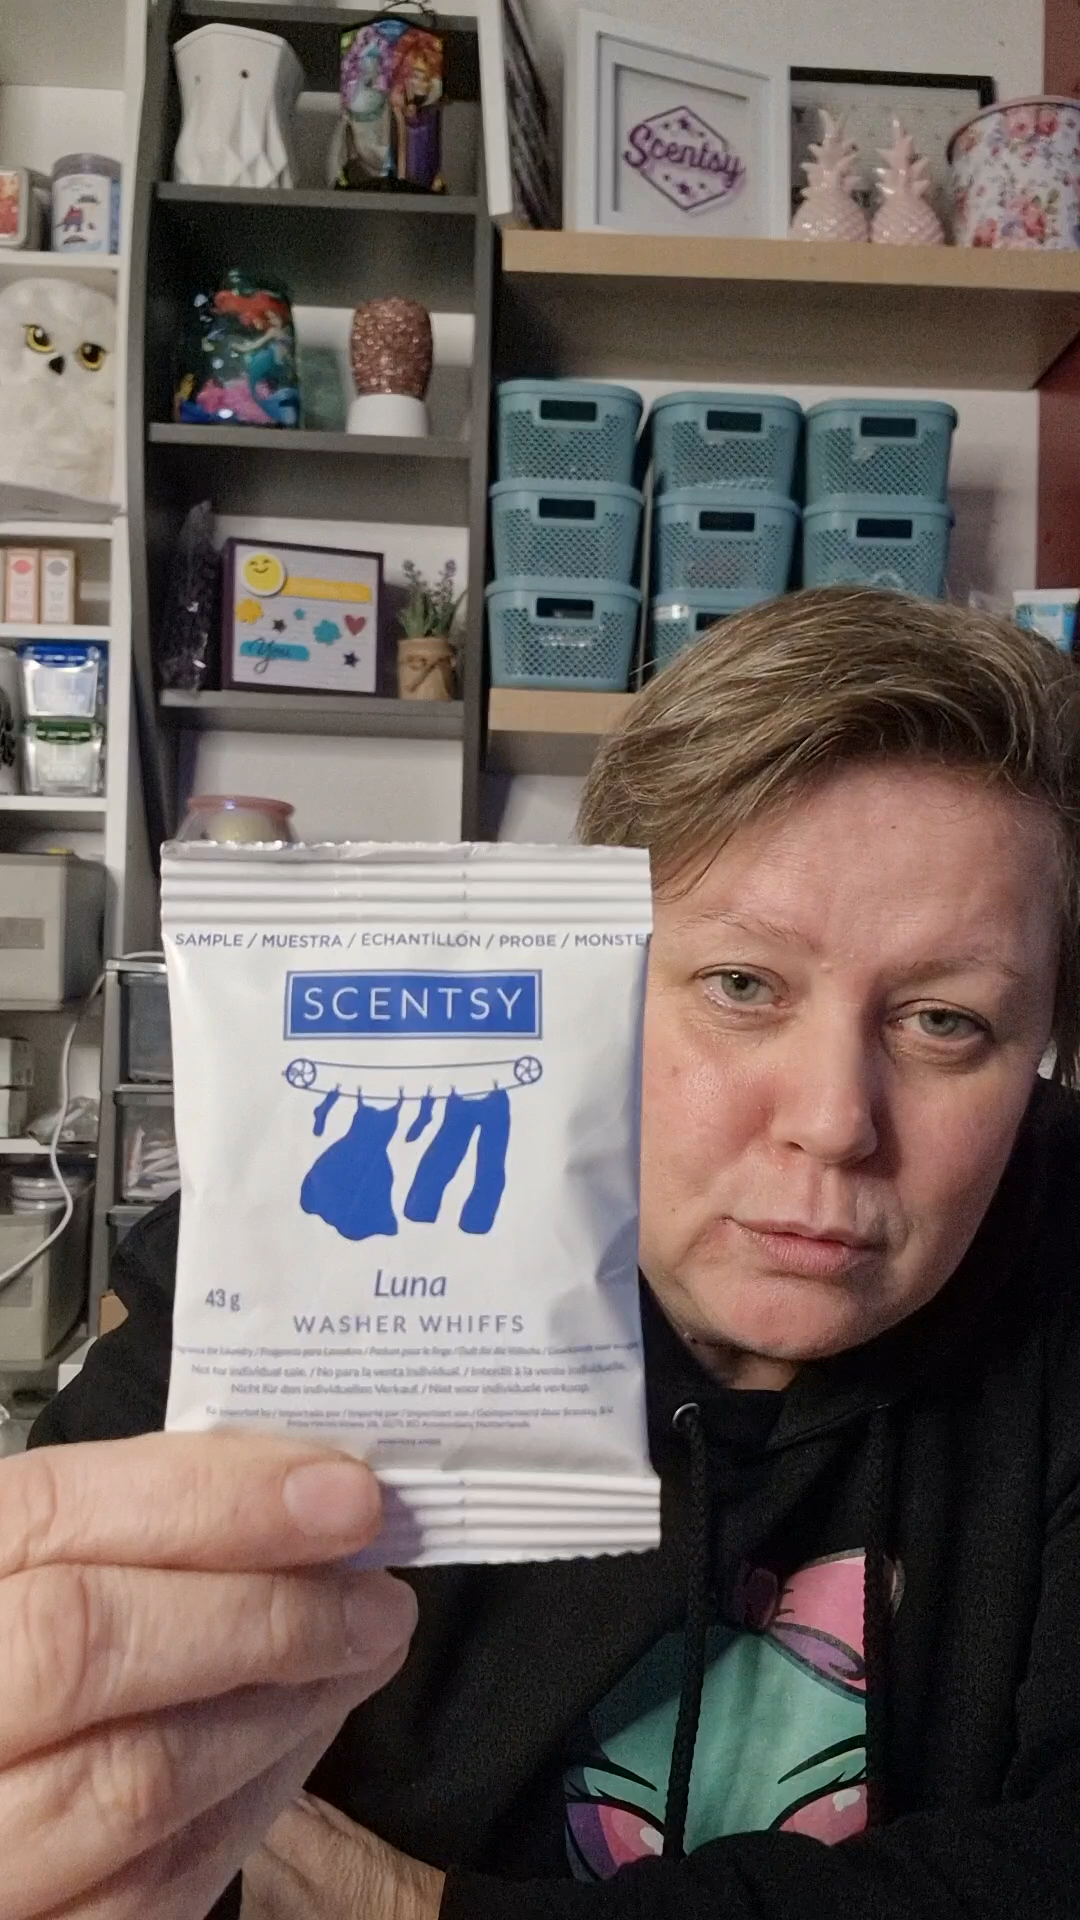 Scentsy
You
SAMPLE / MUESTRA / ÉCHANTILLON / PROBE / MONSTER
SCENTSY
Luna
43 g
WASHER WHIFFS
Not for individual sale. / No para la venta individual. / Interdit à la vente individuelle.
Nicht für den individuellen Verkauf. / Niet voor individuele verkoop.